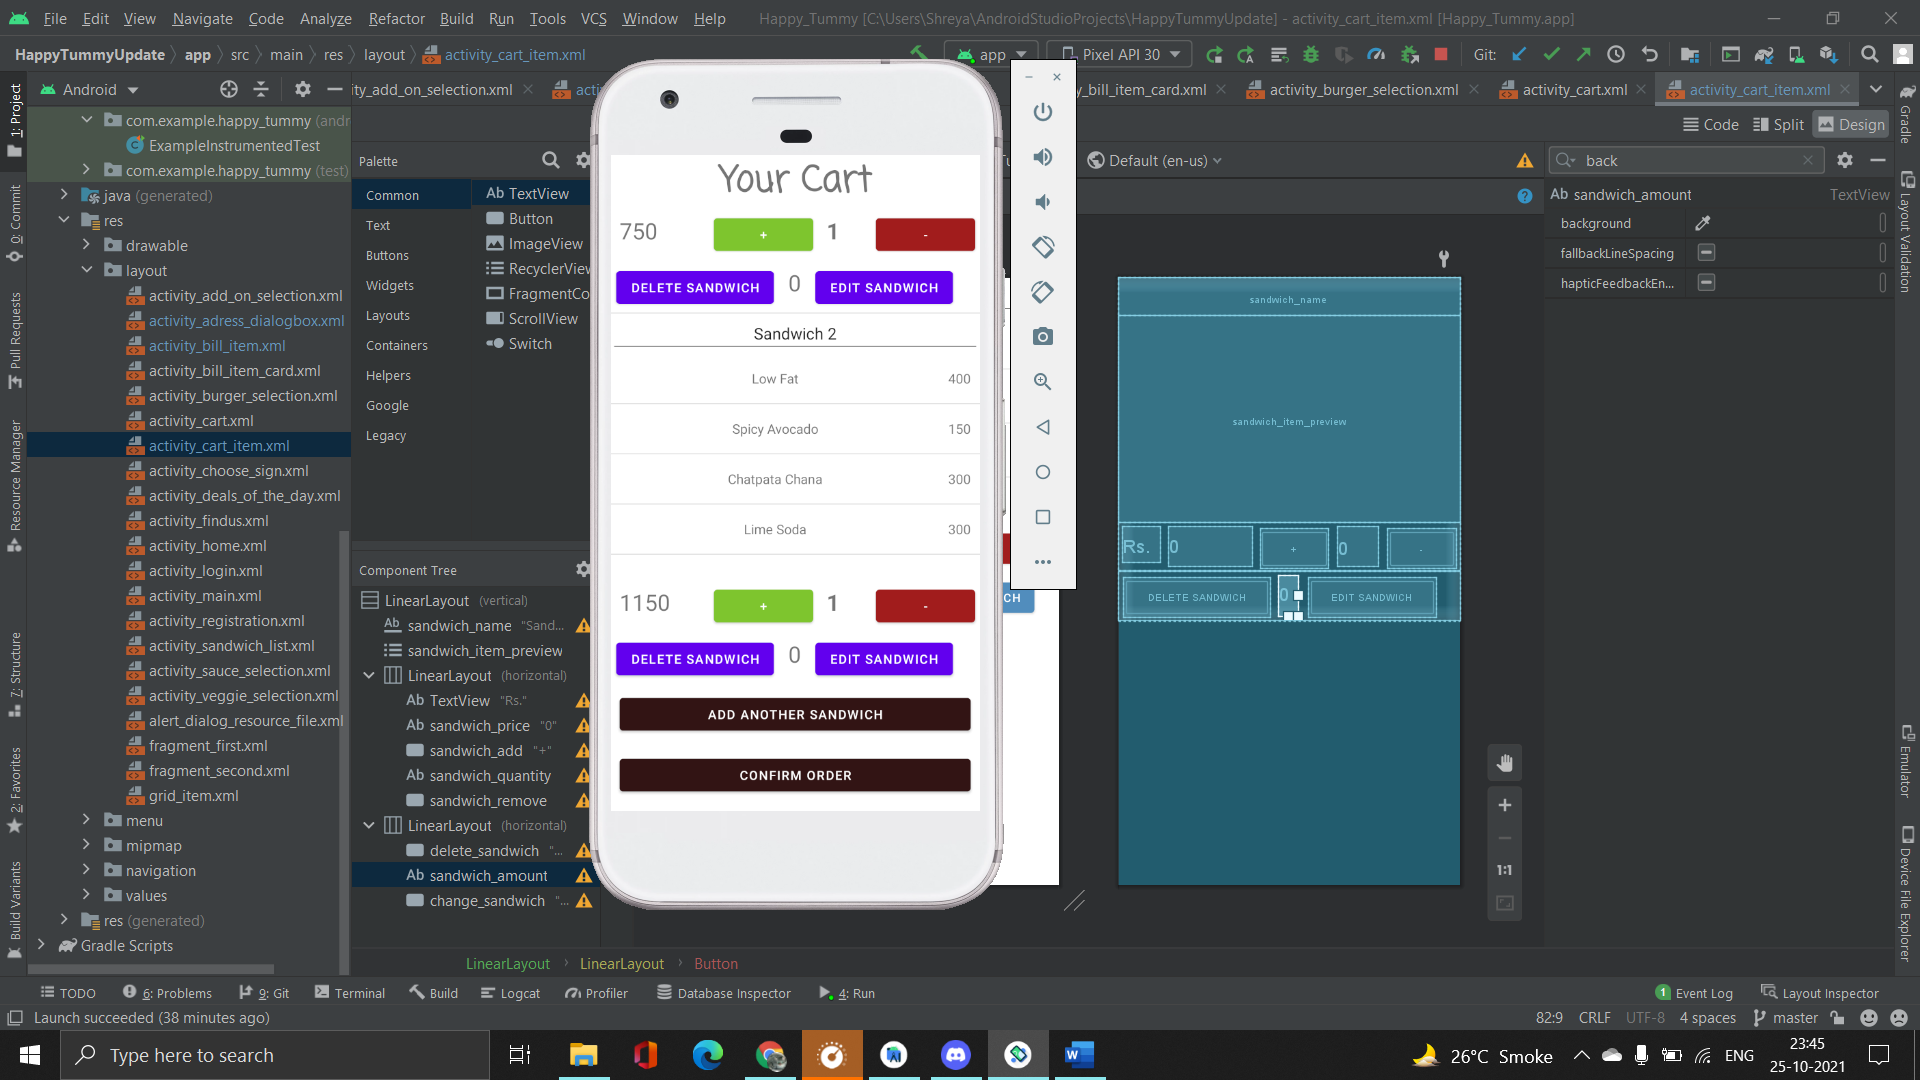 File Edit View Navigate Code Analyze Refactor Build Run Tools VCS Window Help Happy_Tummy [C:\Users\Shreya\AndroidStudioProjects\HappyTummyUpdate] - activity_cart_item.xml [Happy_Tummy.app]
HappyTummyUpdate app src main res layout activity_cart_item.xml app Pixel API 30 Git:
Android ity_add_on_selection.xml acti y_bill_item_card.xml activity_burger_selection.xml activity_cart.xml activity_cart_item.xml
Code Split Design
1: Project
0: Commit
Pull Requests
Resource Manager
7: Structure
2: Favorites
Build Variants
com.example.happy_tummy (andr
ExampleInstrumentedTest
com.example.happy_tummy (test)
java (generated)
res
drawable
layout
activity_add_on_selection.xml
activity_adress_dialogbox.xml
activity_bill_item.xml
activity_bill_item_card.xml
activity_burger_selection.xml
activity_cart.xml
activity_cart_item.xml
activity_choose_sign.xml
activity_deals_of_the_day.xml
activity_findus.xml
activity_home.xml
activity_login.xml
activity_main.xml
activity_registration.xml
activity_sandwich_list.xml
activity_sauce_selection.xml
activity_veggie_selection.xml
alert_dialog_resource_file.xml
fragment_first.xml
fragment_second.xml
grid_item.xml
menu
mipmap
navigation
values
res (generated)
Gradle Scripts
Palette
Common
Text
Buttons
Widgets
Layouts
Containers
Helpers
Google
Legacy
Ab TextView
Button
ImageView
RecyclerView
FragmentCo
ScrollView
Switch
Component Tree
LinearLayout (vertical)
Ab sandwich_name "Sand...
sandwich_item_preview
LinearLayout (horizontal)
Ab TextView "Rs."
Ab sandwich_price "0"
sandwich_add "+"
Ab sandwich_quantity
sandwich_remove
LinearLayout (horizontal)
delete_sandwich "...
Ab sandwich_amount
change_sandwich "...
Your Cart
750 + 1 -
DELETE SANDWICH 0 EDIT SANDWICH
Sandwich 2
Low Fat 400
Spicy Avocado 150
Chatpata Chana 300
Lime Soda 300
1150 + 1 -
DELETE SANDWICH 0 EDIT SANDWICH
ADD ANOTHER SANDWICH
CONFIRM ORDER
CH
Default (en-us)
sandwich_name
sandwich_item_preview
Rs. 0 + 0 -
DELETE SANDWICH 0 EDIT SANDWICH
1:1
back
Ab sandwich_amount TextView
background
fallbackLineSpacing
hapticFeedbackEn...
Gradle
Layout Validation
Emulator
Device File Explorer
LinearLayout LinearLayout Button
TODO 6: Problems 9: Git Terminal Build Logcat Profiler Database Inspector 4: Run 1 Event Log Layout Inspector
Launch succeeded (38 minutes ago) 82:9 CRLF UTF-8 4 spaces master
Type here to search 26°C Smoke ENG 23:45
25-10-2021